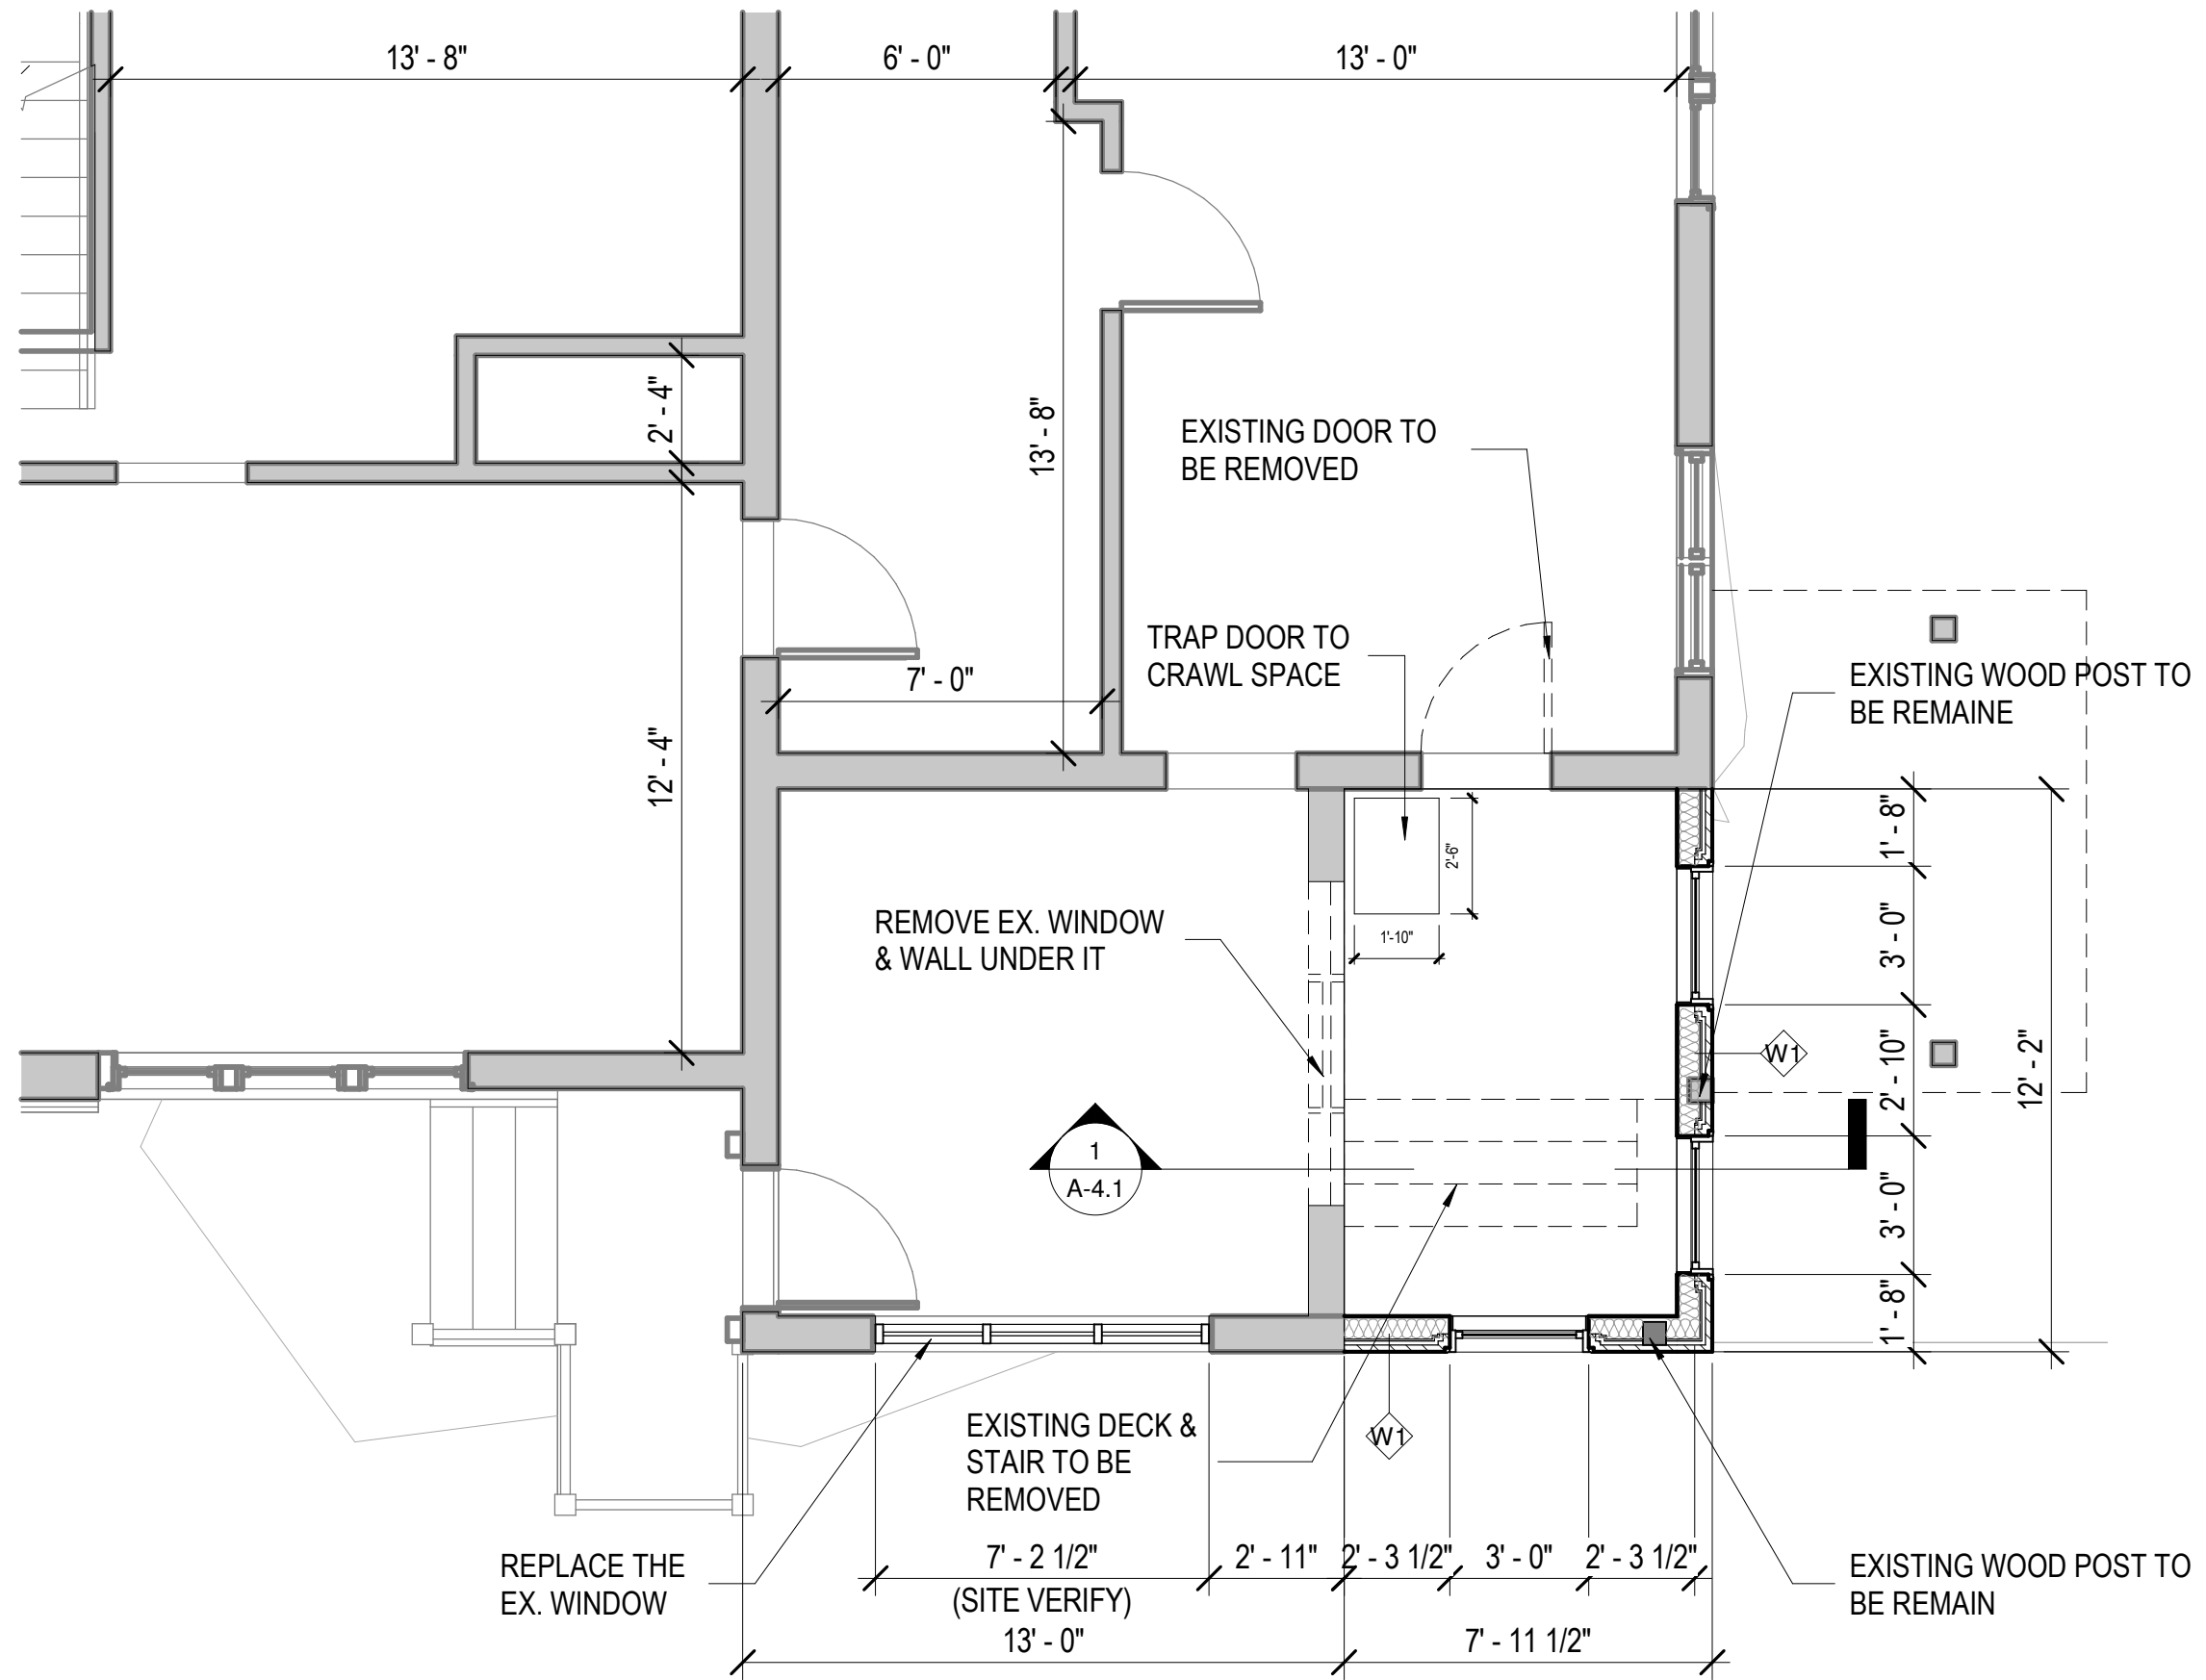 13' - 8"
6' - 0"
13' - 0"
2' - 4"
13' - 8"
EXISTING DOOR TO
BE REMOVED
TRAP DOOR TO
CRAWL SPACE
7' - 0"
EXISTING WOOD POST TO
BE REMAINE
12' - 4"
1' - 8"
2'-6"
REMOVE EX. WINDOW
& WALL UNDER IT
1'-10"
3' - 0"
W1
2' - 10"
12' - 2"
1
A-4.1
3' - 0"
1' - 8"
W1
EXISTING DECK &
STAIR TO BE
REMOVED
REPLACE THE
EX. WINDOW
7' - 2 1/2"
(SITE VERIFY)
2' - 11"
2' - 3 1/2"
3' - 0"
2' - 3 1/2"
EXISTING WOOD POST TO
BE REMAIN
13' - 0"
7' - 11 1/2"